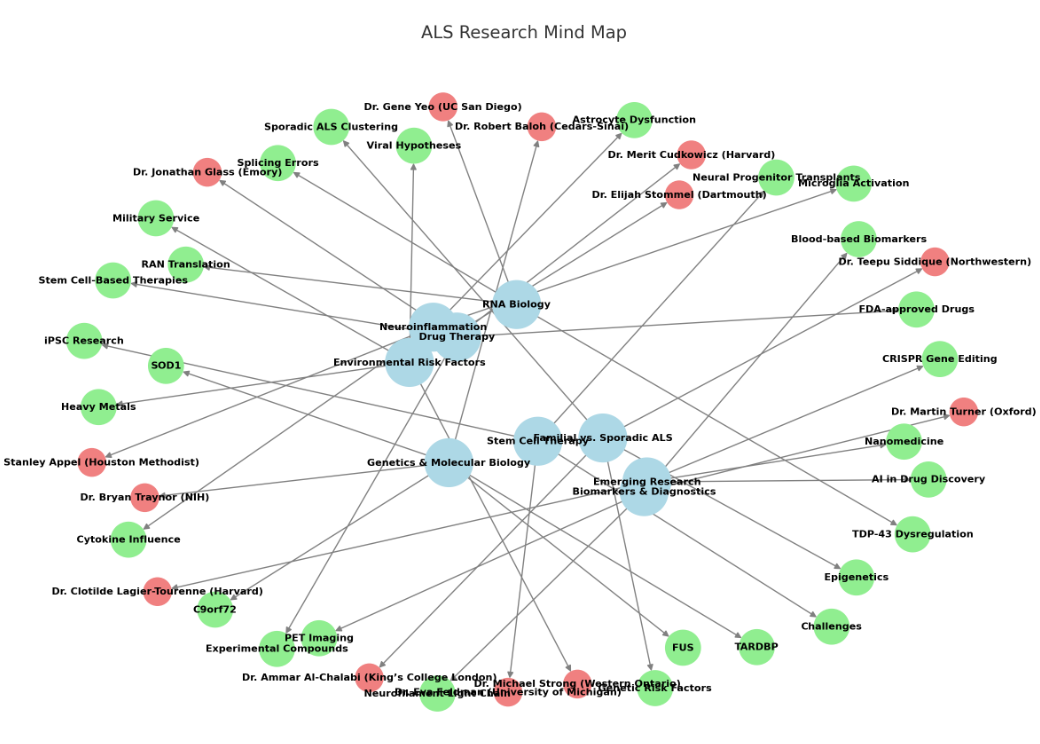 ALS Research Mind Map
Dr. Gene Yeo (UC San Diego)
Sporadic ALS Clustering
Dr. Robert Baloh (Cedars-Sinai)
Astrocyte Dysfunction
Viral Hypotheses
Dr. Merit Cudkowicz (Harvard)
Splicing Errors
Dr. Jonathan Glass (Emory)
Neural Progenitor Transplants
Microglia Activation
Dr. Elijah Stommel (Dartmouth)
Military Service
Blood-based Biomarkers
RAN Translation
Dr. Teepu Siddique (Northwestern)
Stem Cell-Based Therapies
RNA Biology
FDA-approved Drugs
Neuroinflammation
Drug Therapy
iPSC Research
Environmental Risk Factors
CRISPR Gene Editing
SOD1
Heavy Metals
Dr. Martin Turner (Oxford)
Familial vs. Sporadic ALS
Stem Cell Therapy
Napomedicine
Stanley Appel (Houston Methodist)
Genetics & Molecular Biology
AI in Drug Discovery
Emerging Research
Biomarkers & Diagnostics
Dr. Bryan Traynor (NIH)
TDP-43 Dysregulation
Cytokine Influence
Epigenetics
Dr. Clotilde Lagier-Tourenne (Harvard)
C9orf72
Challenges
PET Imaging
Experimental Compounds
FUS
TARDBP
Dr. Ammar Al-Chalabi (King's College London)
Dr. Michael Strong (Western Ontario)
Genetic Risk Factors
Neurofilament Light Chain
Dr. Eva Feldman (University of Michigan)